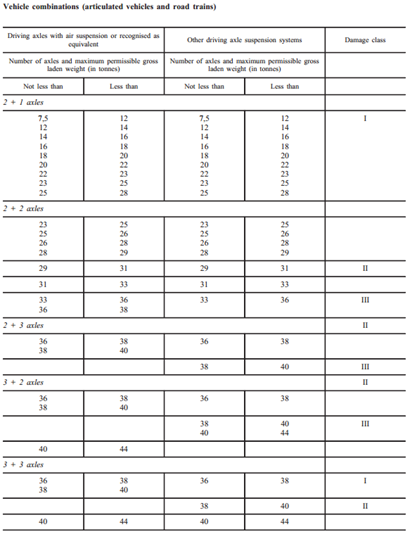 Vehicle combinations (articulated vehicles and road trains)
Driving axles with air suspension or recognised as equivalent Other driving axle suspension systems Damage class
Number of axles and maximum permissible gross laden weight (in tonnes) Number of axles and maximum permissible gross laden weight (in tonnes)
Not less than Less than Not less than Less than
2 + 1 axles
7,5 12 7,5 12 I
12 14 12 14
14 16 14 16
16 18 16 18
18 20 18 20
20 22 20 22
22 23 22 23
23 25 23 25
25 28 25 28
2 + 2 axles
23 25 23 25
25 26 25 26
26 28 26 28
28 29 28 29
29 31 29 31 II
31 33 31 33
33 36 33 36 III
36 38
2 + 3 axles II
36 38 36 38
38 40
38 40 III
3 + 2 axles II
36 38 36 38
38 40
38 40 III
40 44
40 44
3 + 3 axles
36 38 36 38 I
38 40
38 40 II
40 44 40 44